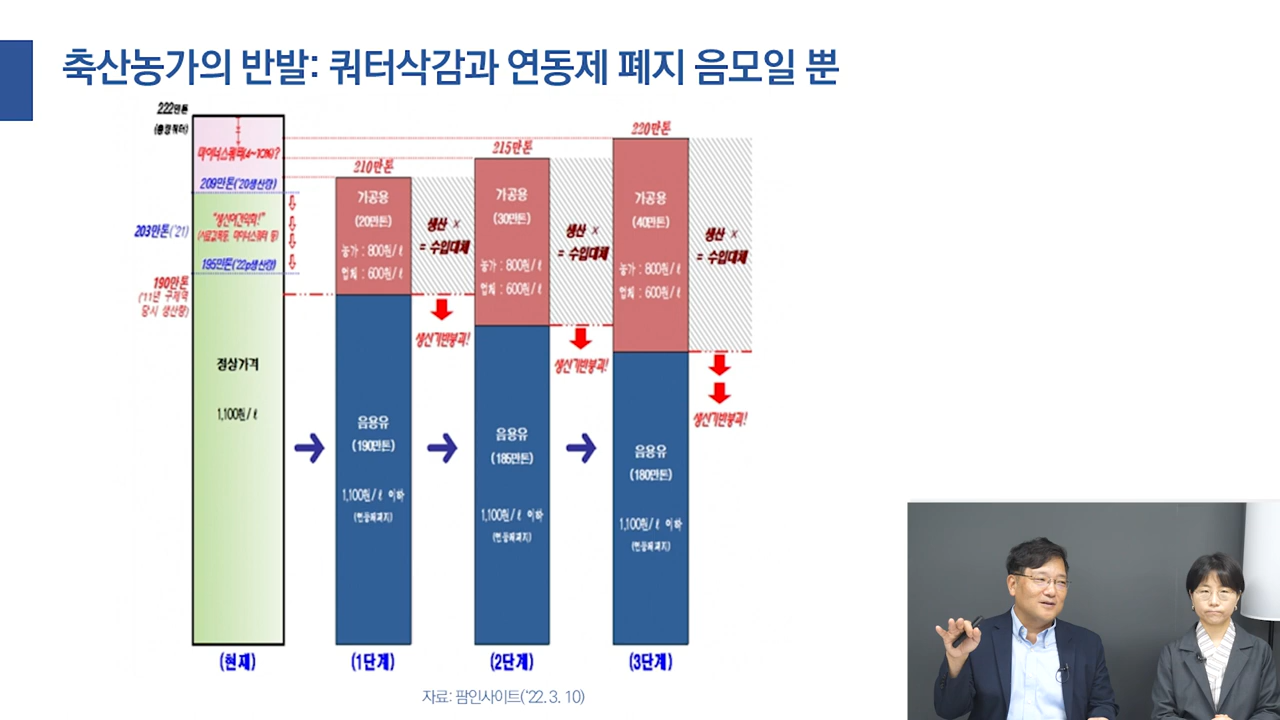 축산농가의 반발: 쿼터삭감과 연동제 폐지 음모일 뿐
222만톤
(총쿼터)
마이너스쿼터(4~10%)?
209만톤('20생산량)
203만톤('21)
"생산여건악화!"
195만톤('22p생산량)
190만톤
('11년 구제역
당시 생산량)
정상가격
1,100원/ℓ
(현재)
210만톤
가공용
(20만톤)
농가 : 800원/ℓ
업체 : 600원/ℓ
음용유
(190만톤)
1,100원/ℓ 이하
(연동제폐지)
(1단계)
생산 ×
= 수입대체
생산기반붕괴!
215만톤
가공용
(30만톤)
농가 : 800원/ℓ
업체 : 600원/ℓ
음용유
(185만톤)
1,100원/ℓ 이하
(연동제폐지)
(2단계)
생산 ×
= 수입대체
생산기반붕괴!
220만톤
가공용
(40만톤)
농가 : 800원/ℓ
업체 : 600원/ℓ
음용유
(180만톤)
1,100원/ℓ 이하
(연동제폐지)
(3단계)
생산 ×
= 수입대체
생산기반붕괴!
자료: 팜인사이트('22. 3. 10)